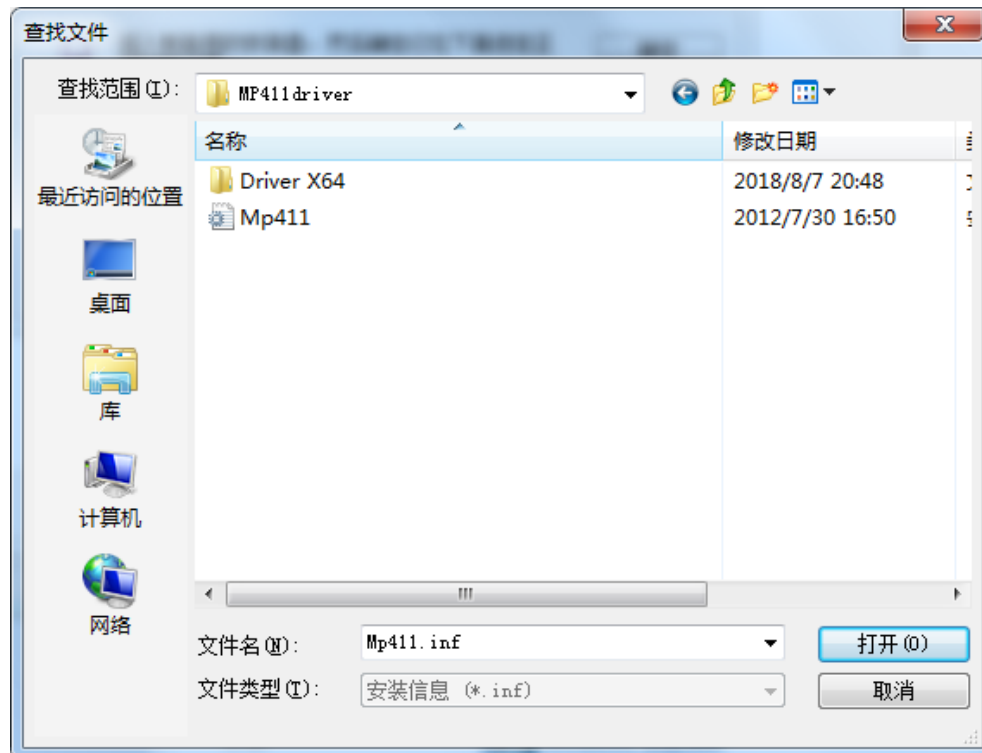 查找文件
查找范围(I):
MP411driver
名称
修改日期
Driver X64
2018/8/7 20:48
Mp411
2012/7/30 16:50
最近访问的位置
桌面
库
计算机
网络
文件名(N):
Mp411.inf
打开(O)
文件类型(T):
安装信息 (*.inf)
取消